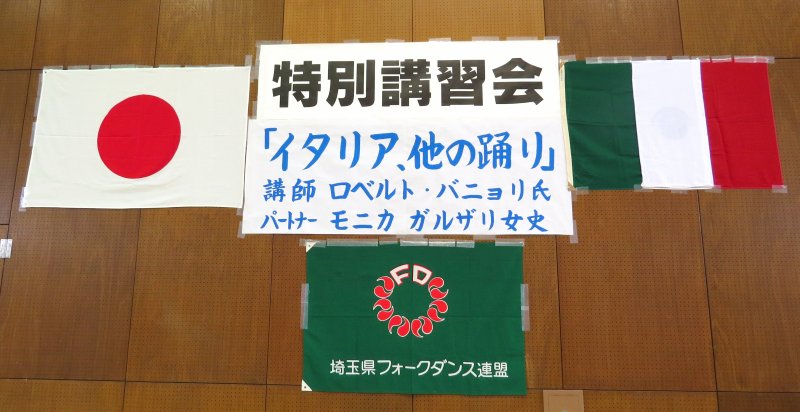 特別講習会
「イタリア、他の踊り」
講師 ロベルト・バニョリ氏
パートナー モニカ ガルザリ女史
FD
埼玉県フォークダンス連盟